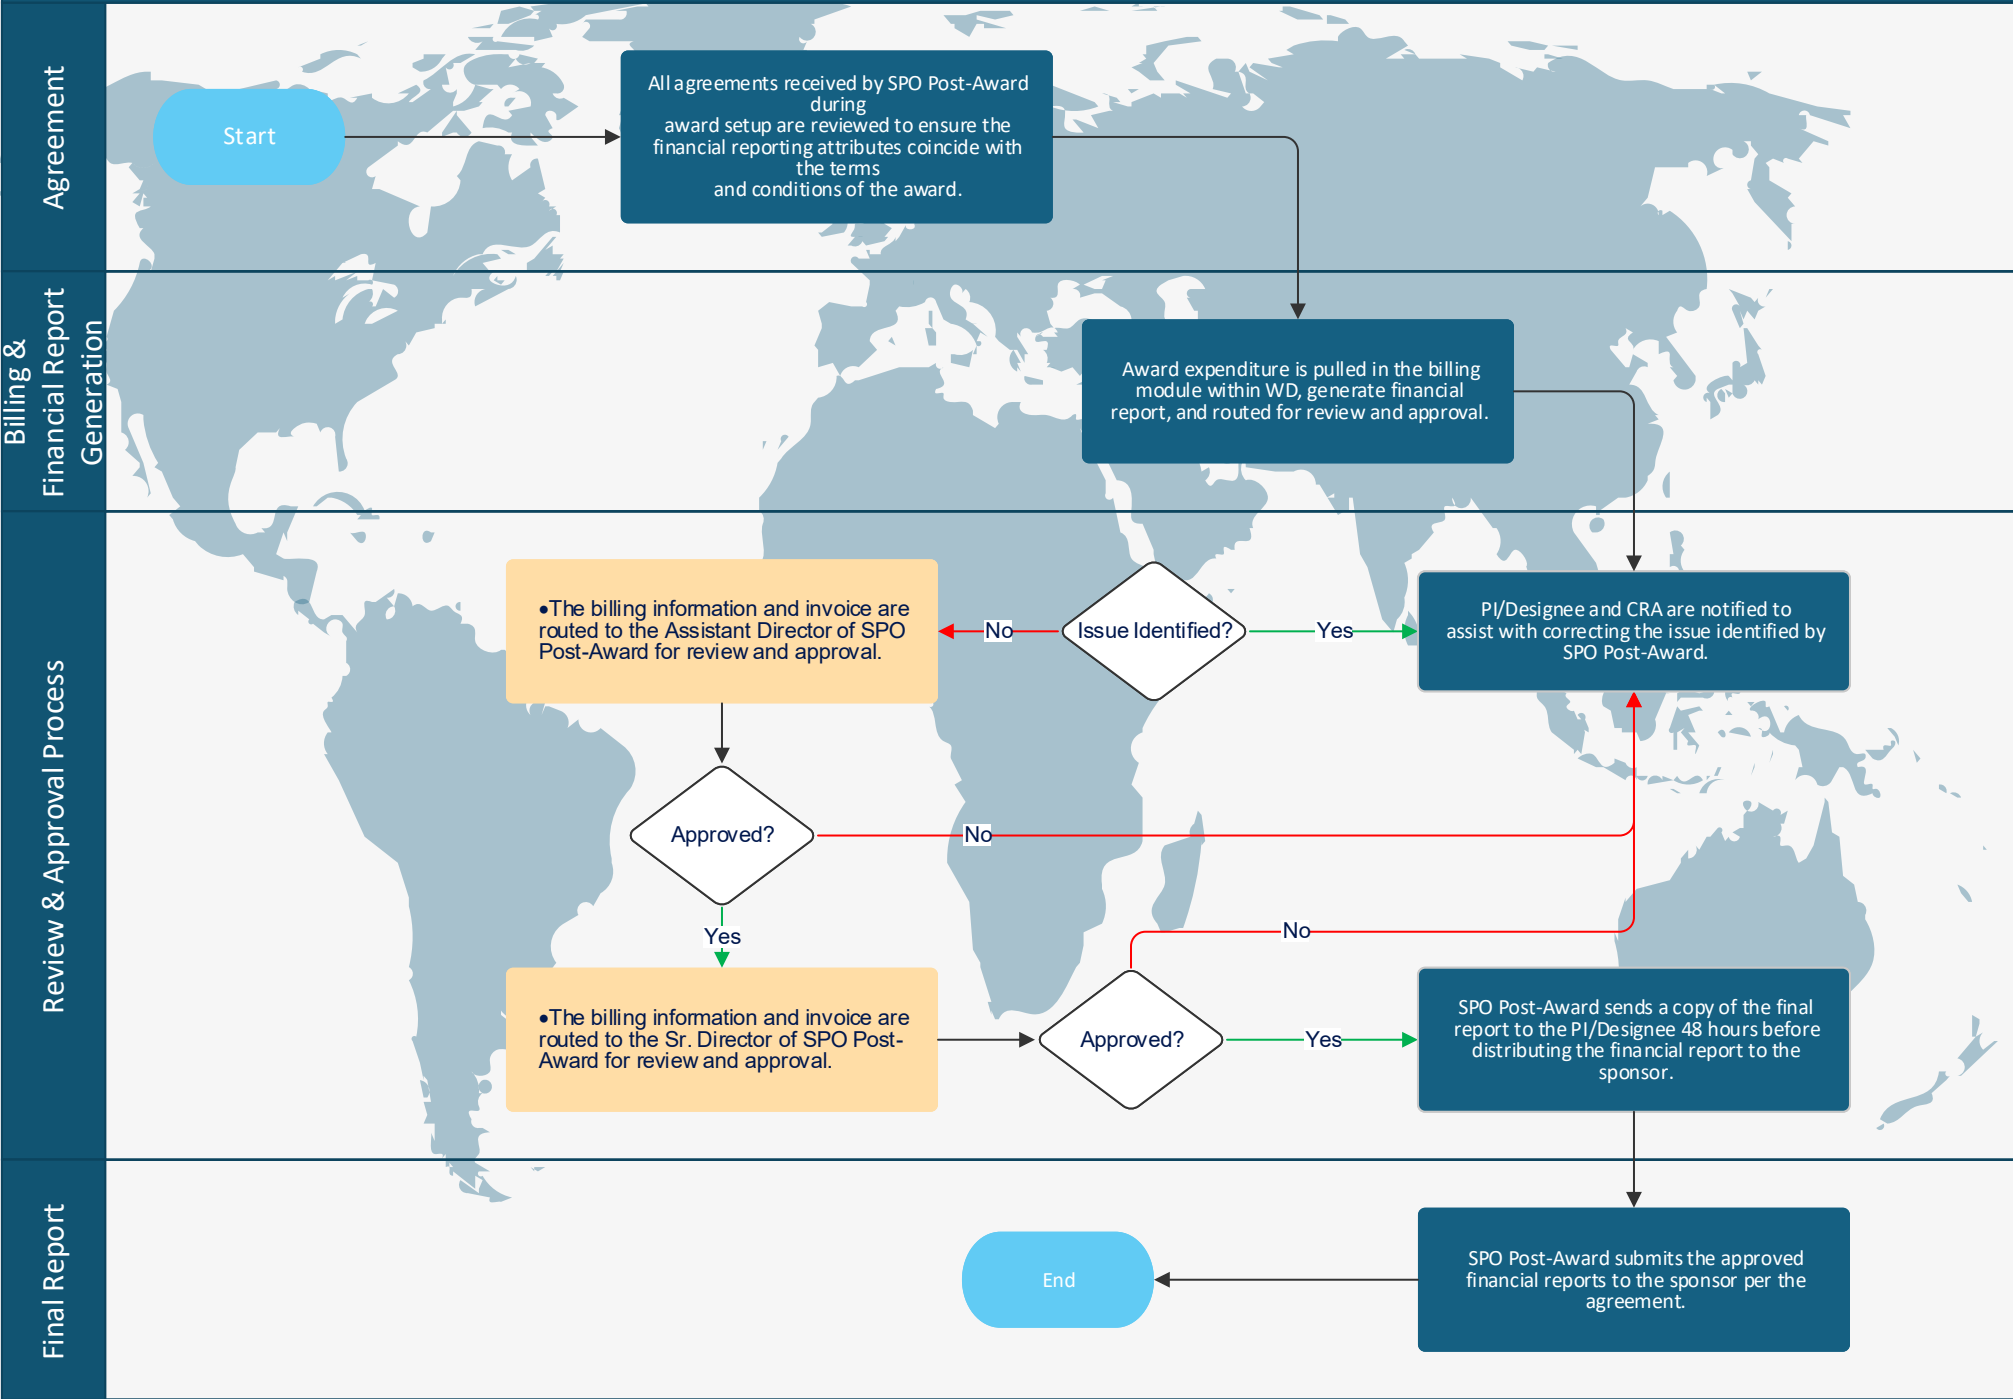 Agreement
Start
All agreements received by SPO Post-Award
during
award setup are reviewed to ensure the
financial reporting attributes coincide with
the terms
and conditions of the award.
Billing &
Financial Report
Generation
Award expenditure is pulled in the billing
module within WD, generate financial
report, and routed for review and approval.
Review & Approval Process
•The billing information and invoice are
routed to the Assistant Director of SPO
Post-Award for review and approval.
No
Issue Identified?
Yes
PI/Designee and CRA are notified to
assist with correcting the issue identified by
SPO Post-Award.
Approved?
No
Yes
No
•The billing information and invoice are
routed to the Sr. Director of SPO Post-
Award for review and approval.
Approved?
Yes
SPO Post-Award sends a copy of the final
report to the PI/Designee 48 hours before
distributing the financial report to the
sponsor.
Final Report
End
SPO Post-Award submits the approved
financial reports to the sponsor per the
agreement.